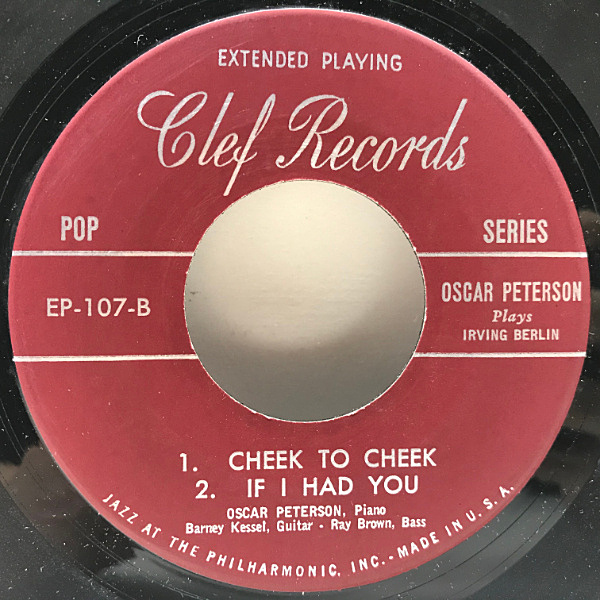 EXTENDED PLAYING
Clef Records
POP SERIES
EP-107-B
OSCAR PETERSON
Plays
IRVING BERLIN
1. CHEEK TO CHEEK
2. IF I HAD YOU
OSCAR PETERSON, Piano
Barney Kessel, Guitar - Ray Brown, Bass
JAZZ AT THE PHILHARMONIC, INC. - MADE IN U.S.A.